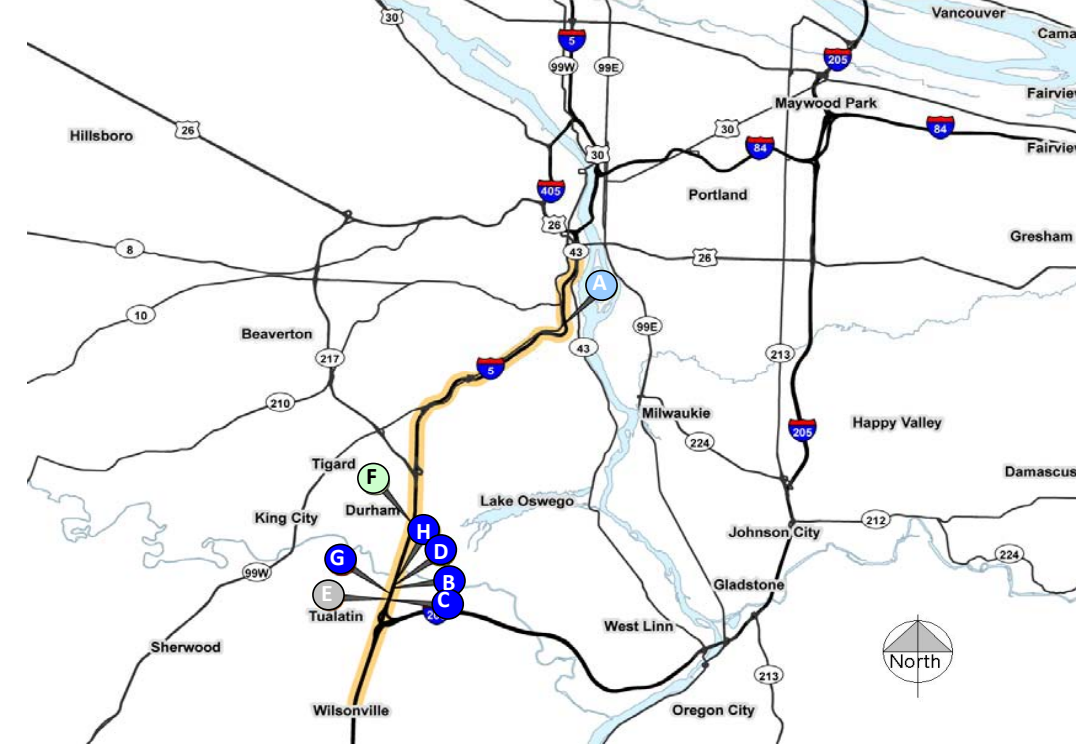 30
Vancouver
5
Cama
99W
99E
205
Fairvie
Maywood Park
Hillsboro
26
30
84
84
30
Fairvie
405
Portland
26
43
Gresham
8
26
A
10
99E
Beaverton
43
213
217
5
210
Milwaukie
Happy Valley
205
224
Tigard
F
Damascus
Lake Oswego
Durham
King City
H
212
Johnson City
D
G
224
99W
B
Gladstone
E
C
20
Tualatin
West Linn
Sherwood
North
213
Wilsonville
Oregon City